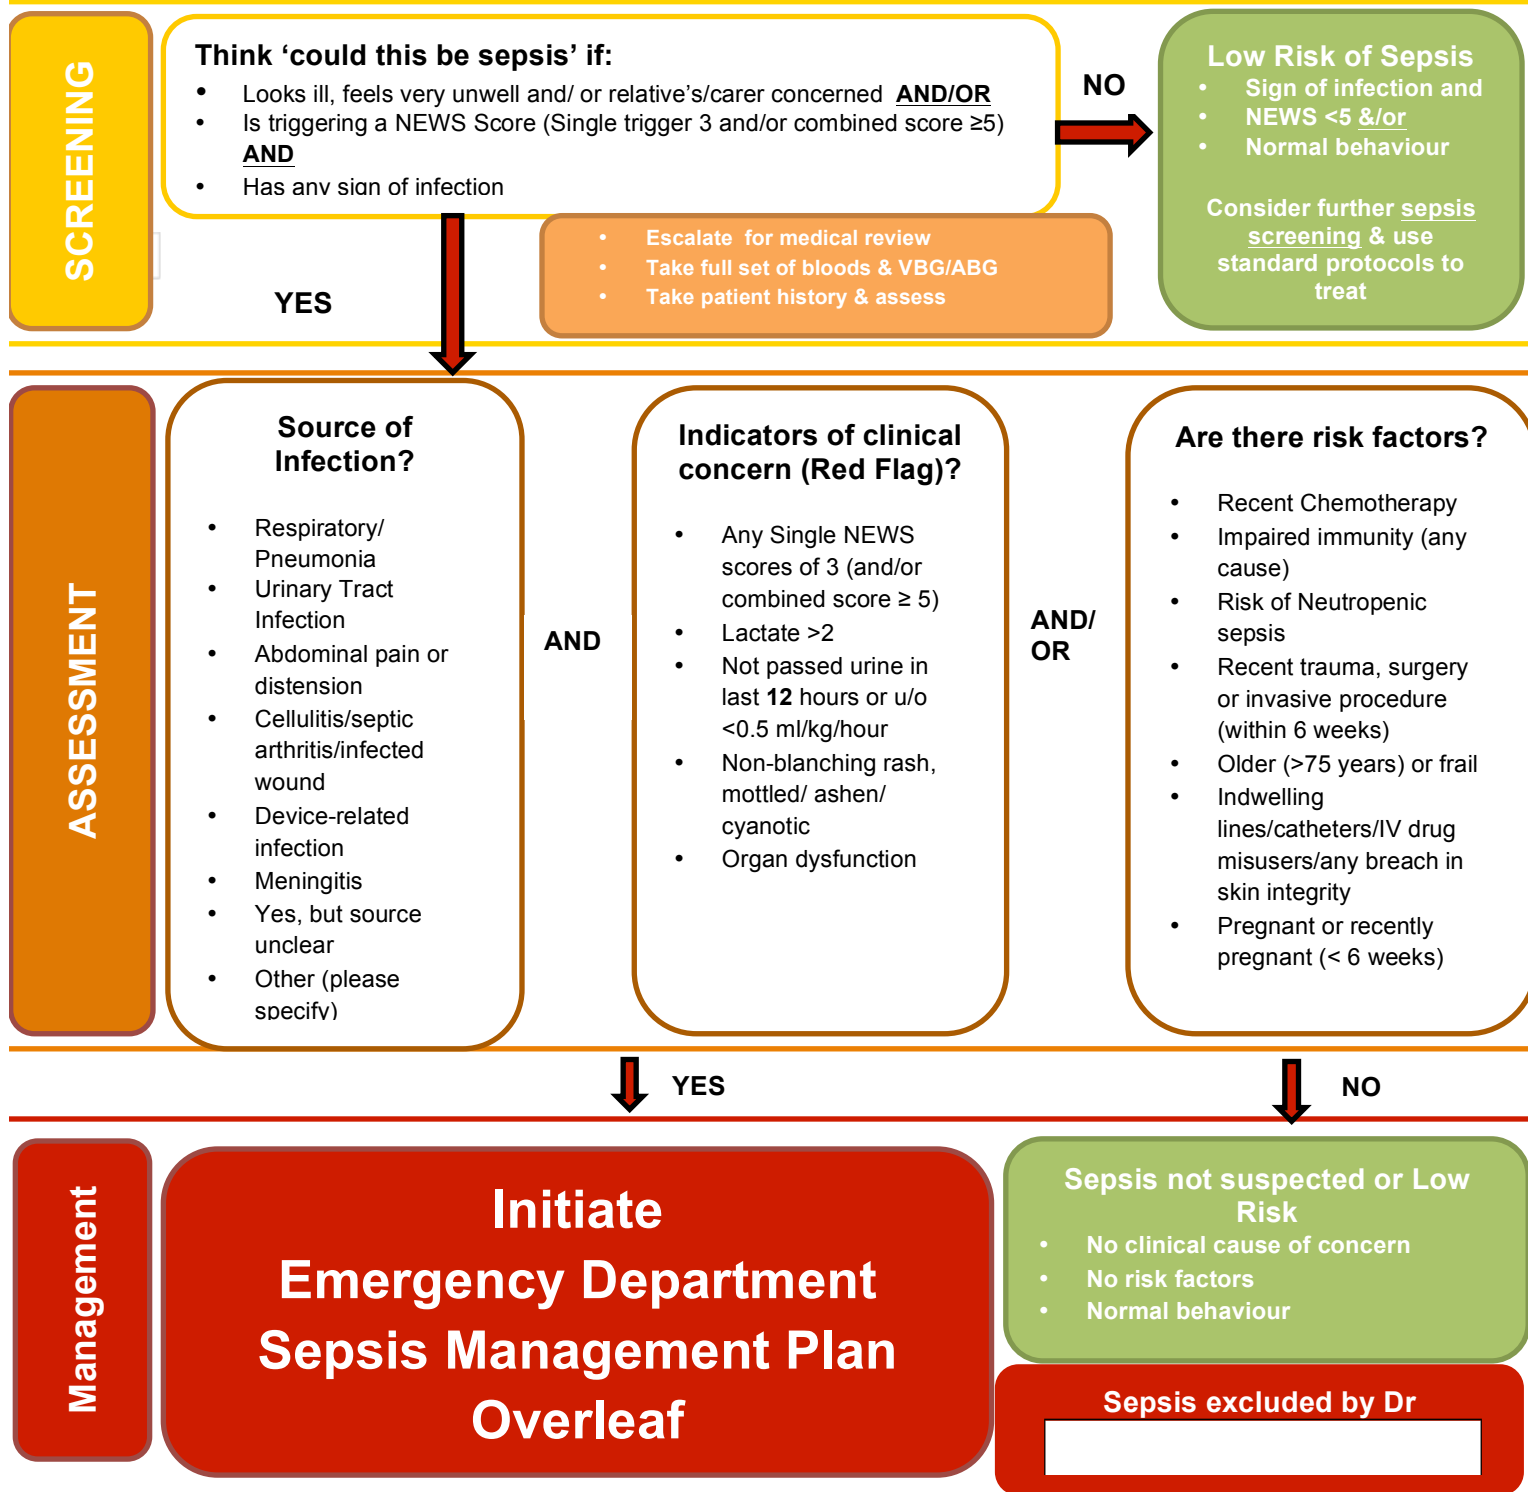 SCREENING
Think ‘could this be sepsis’ if:
• Looks ill, feels very unwell and/ or relative’s/carer concerned AND/OR
• Is triggering a NEWS Score (Single trigger 3 and/or combined score ≥5)
AND
• Has any sign of infection
NO
Low Risk of Sepsis
• Sign of infection and
• NEWS <5 &/or
• Normal behaviour
Consider further sepsis
screening & use
standard protocols to
treat
YES
• Escalate for medical review
• Take full set of bloods & VBG/ABG
• Take patient history & assess
ASSESSMENT
Source of
Infection?
• Respiratory/
Pneumonia
• Urinary Tract
Infection
• Abdominal pain or
distension
• Cellulitis/septic
arthritis/infected
wound
• Device-related
infection
• Meningitis
• Yes, but source
unclear
• Other (please
specify)
AND
Indicators of clinical
concern (Red Flag)?
• Any Single NEWS
scores of 3 (and/or
combined score ≥ 5)
• Lactate >2
• Not passed urine in
last 12 hours or u/o
<0.5 ml/kg/hour
• Non-blanching rash,
mottled/ ashen/
cyanotic
• Organ dysfunction
AND/
OR
Are there risk factors?
• Recent Chemotherapy
• Impaired immunity (any
cause)
• Risk of Neutropenic
sepsis
• Recent trauma, surgery
or invasive procedure
(within 6 weeks)
• Older (>75 years) or frail
• Indwelling
lines/catheters/IV drug
misusers/any breach in
skin integrity
• Pregnant or recently
pregnant (< 6 weeks)
YES
NO
Management
Initiate
Emergency Department
Sepsis Management Plan
Overleaf
Sepsis not suspected or Low
Risk
• No clinical cause of concern
• No risk factors
• Normal behaviour
Sepsis excluded by Dr